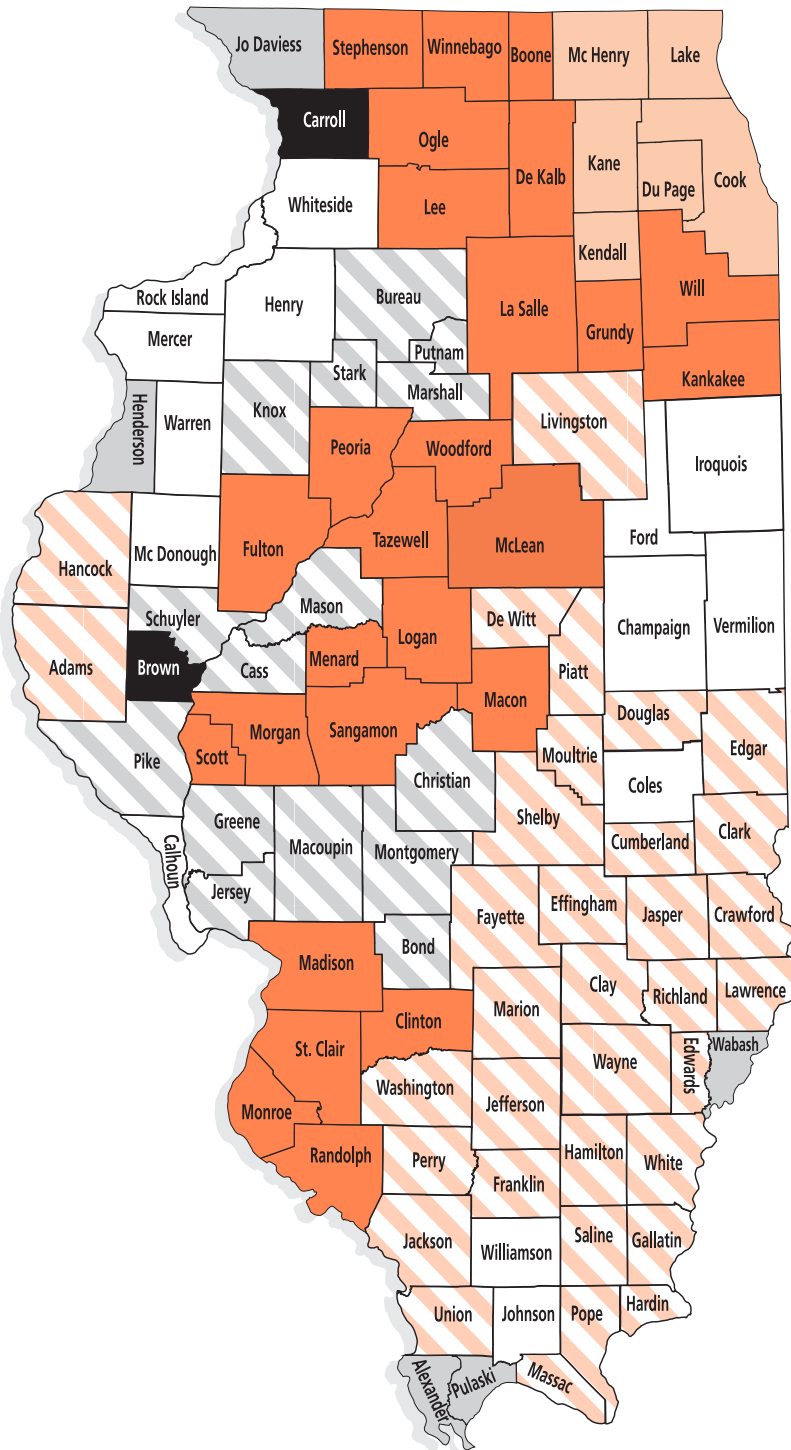 Jo Daviess
Stephenson
Winnebago
Boone
Mc Henry
Lake
Carroll
Ogle
De Kalb
Kane
Du Page
Cook
Whiteside
Lee
Kendall
Rock Island
Henry
Bureau
La Salle
Grundy
Will
Mercer
Putnam
Stark
Marshall
Kankakee
Henderson
Warren
Knox
Peoria
Woodford
Livingston
Iroquois
Hancock
Mc Donough
Fulton
Tazewell
McLean
Ford
Schuyler
Mason
De Witt
Champaign
Vermilion
Adams
Brown
Cass
Menard
Logan
Piatt
Pike
Scott
Morgan
Sangamon
Macon
Douglas
Edgar
Christian
Moultrie
Coles
Greene
Macoupin
Montgomery
Shelby
Cumberland
Clark
Calhoun
Jersey
Bond
Fayette
Effingham
Jasper
Crawford
Madison
Clinton
Marion
Clay
Richland
Lawrence
St. Clair
Washington
Wayne
Edwards
Wabash
Monroe
Randolph
Perry
Jefferson
Hamilton
White
Franklin
Jackson
Williamson
Saline
Gallatin
Union
Johnson
Pope
Hardin
Alexander
Pulaski
Massac